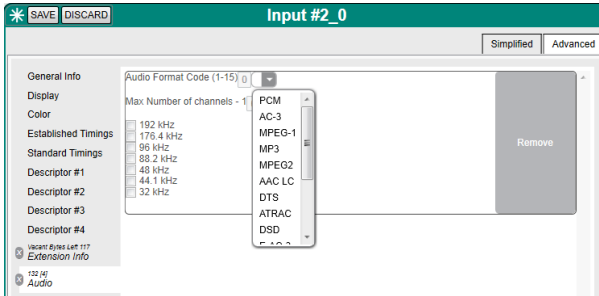 SAVE DISCARD Input #2_0
Simplified Advanced
General Info
Display
Color
Established Timings
Standard Timings
Descriptor #1
Descriptor #2
Descriptor #3
Descriptor #4
Vacent Bytes Left 117
Extension Info
132 [4]
Audio
Audio Format Code (1-15) 0
Max Number of channels - 1
192 kHz
176.4 kHz
96 kHz
88.2 kHz
48 kHz
44.1 kHz
32 kHz
PCM
AC-3
MPEG-1
MP3
MPEG2
AAC LC
DTS
ATRAC
DSD
E-AC-3
Remove